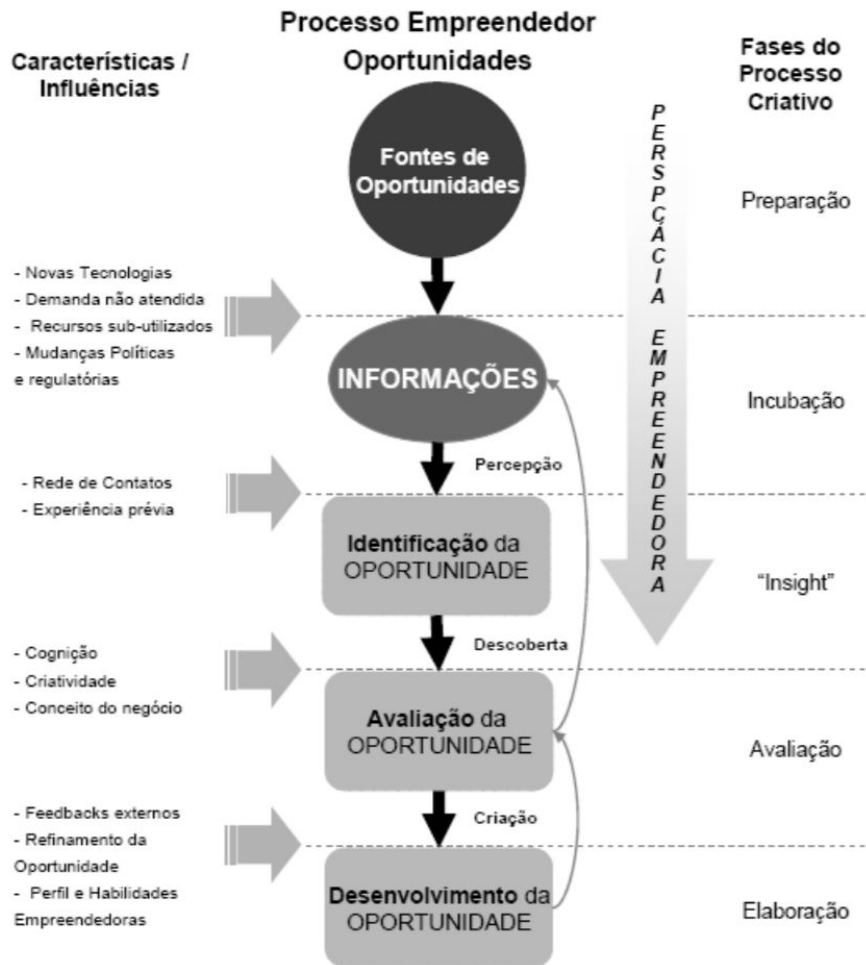 Processo Empreendedor
Oportunidades
Características /
Influências
Fases do
Processo
Criativo
Fontes de
Oportunidades
PERSPÇÁCIA EMPREENDEDORA
Preparação
- Novas Tecnologias
- Demanda não atendida
- Recursos sub-utilizados
- Mudanças Políticas
e regulatórias
INFORMAÇÕES
Incubação
Percepção
- Rede de Contatos
- Experiência prévia
Identificação da
OPORTUNIDADE
“Insight”
Descoberta
- Cognição
- Criatividade
- Conceito do negócio
Avaliação da
OPORTUNIDADE
Avaliação
Criação
- Feedbacks externos
- Refinamento da
Oportunidade
- Perfil e Habilidades
Empreendedoras
Desenvolvimento da
OPORTUNIDADE
Elaboração